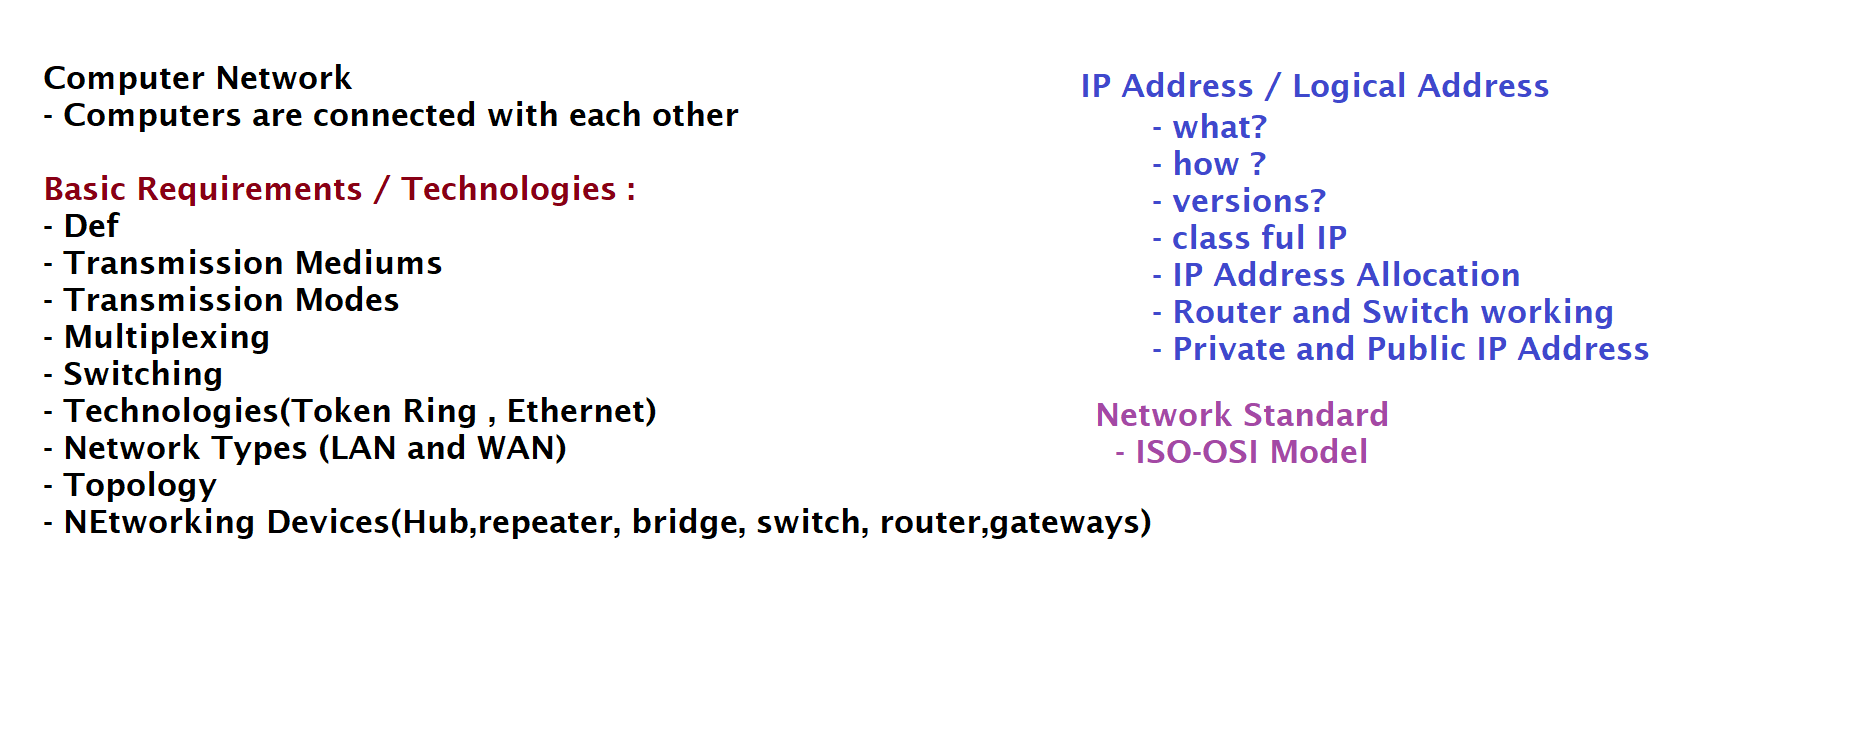 Computer Network
- Computers are connected with each other
Basic Requirements / Technologies :
- Def
- Transmission Mediums
- Transmission Modes
- Multiplexing
- Switching
- Technologies(Token Ring , Ethernet)
- Network Types (LAN and WAN)
- Topology
- NEtworking Devices(Hub,repeater, bridge, switch, router,gateways)
IP Address / Logical Address
- what?
- how ?
- versions?
- class ful IP
- IP Address Allocation
- Router and Switch working
- Private and Public IP Address
Network Standard
- ISO-OSI Model